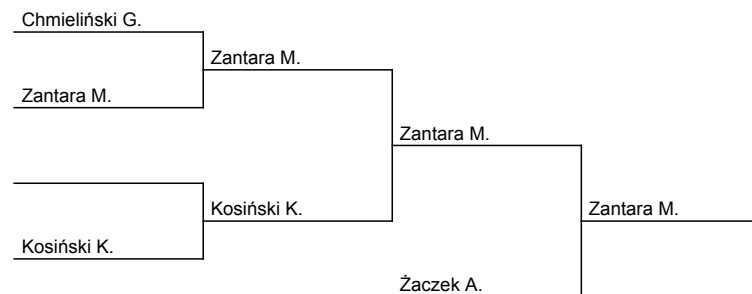 Chmieliński G.
Zantara M.
Zantara M.
Zantara M.
Kosiński K.
Zantara M.
Kosiński K.
Żaczek A.